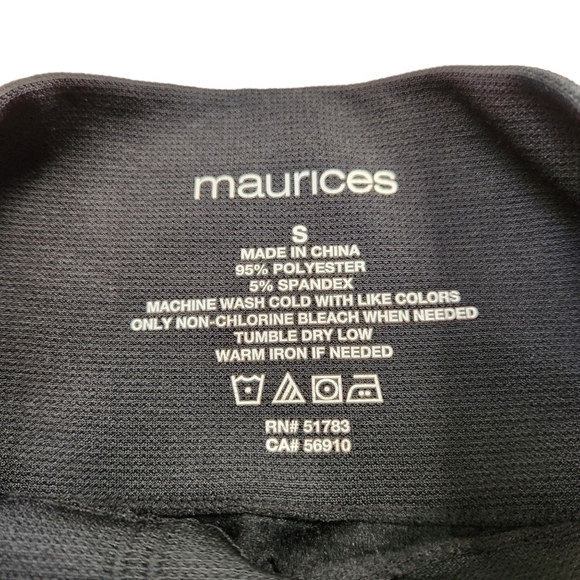 maurices
S
MADE IN CHINA
95% POLYESTER
5% SPANDEX
MACHINE WASH COLD WITH LIKE COLORS
ONLY NON-CHLORINE BLEACH WHEN NEEDED
TUMBLE DRY LOW
WARM IRON IF NEEDED
RN# 51783
CA# 56910